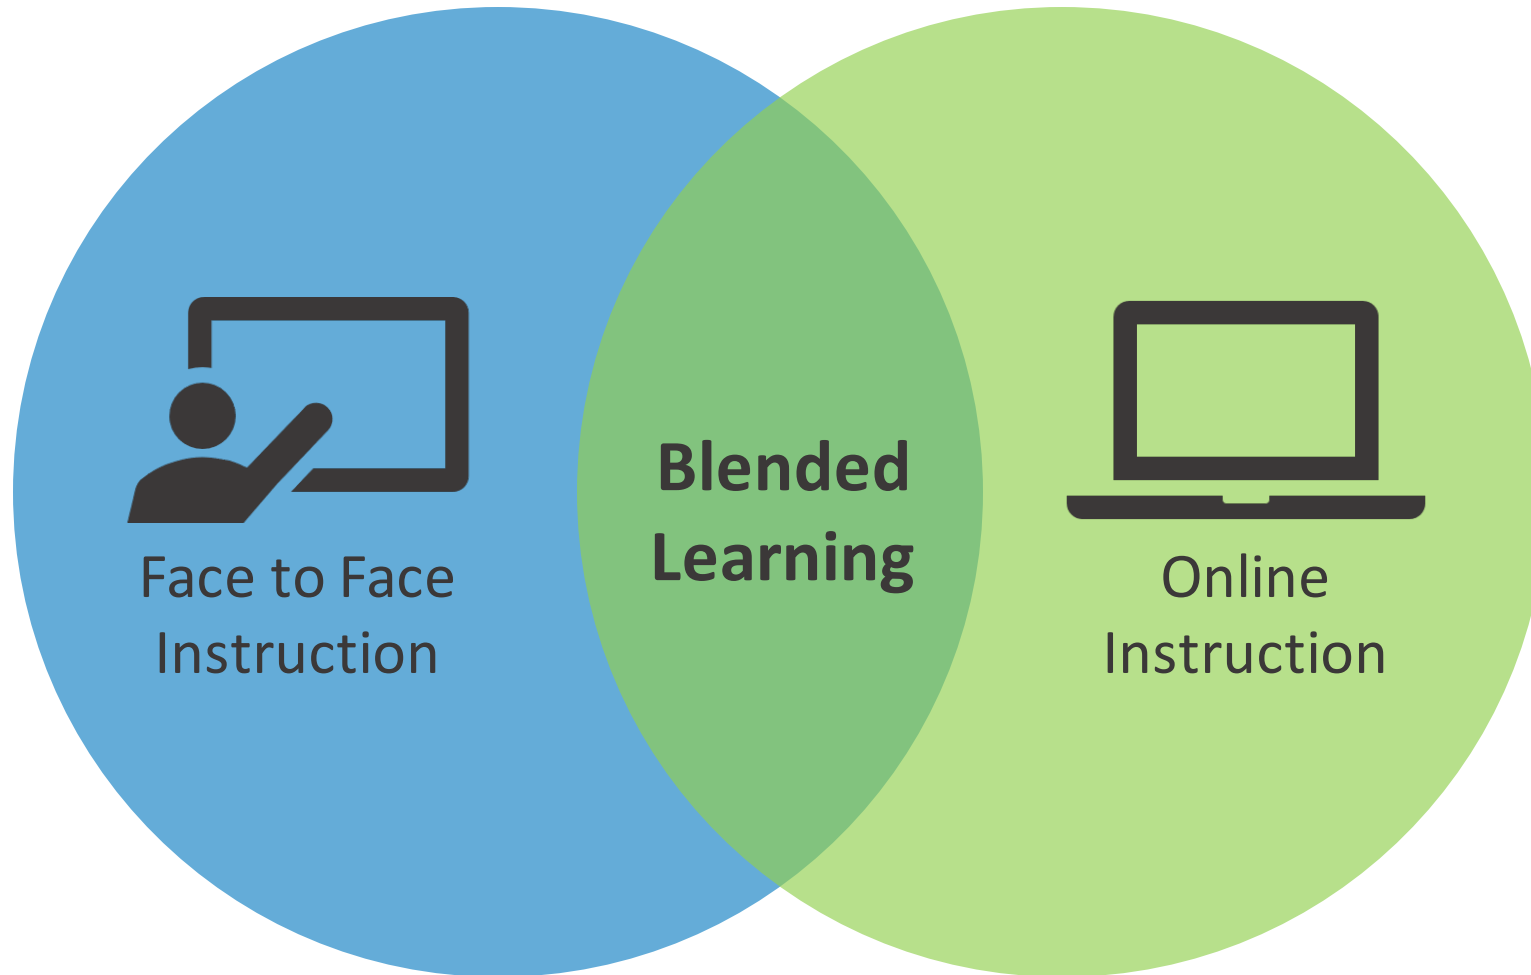 Face to Face
Instruction
Blended
Learning
Online
Instruction